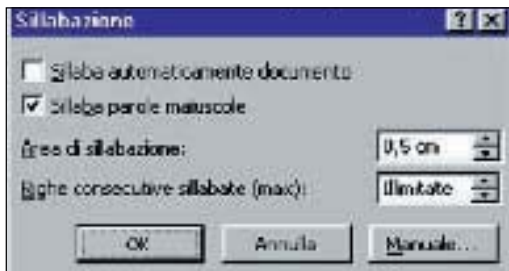 Sillabazione
Sillaba automaticamente documento
Sillaba parole maiuscole
Area di sillabazione: 0,5 cm
Righe consecutive sillabate (max): Illimitate
OK Annulla Manuale...